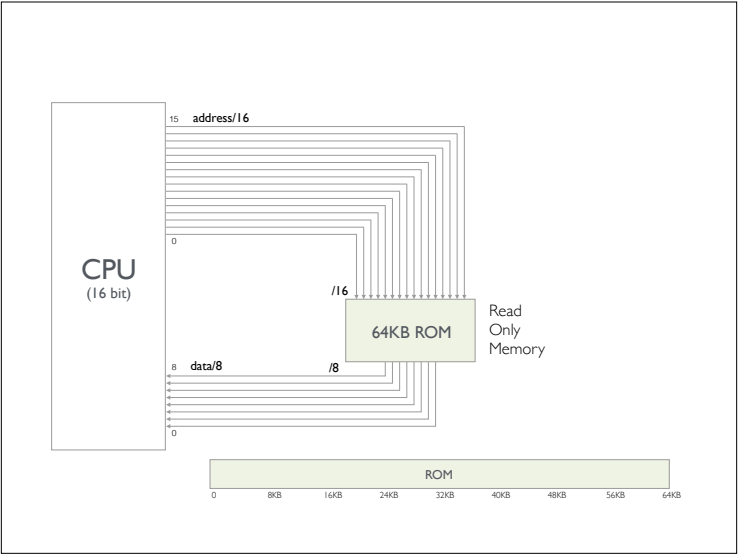 15 address/16
0
CPU
(16 bit)
/16
64KB ROM
Read
Only
Memory
8 data/8 /8
0
ROM
0 8KB 16KB 24KB 32KB 40KB 48KB 56KB 64KB